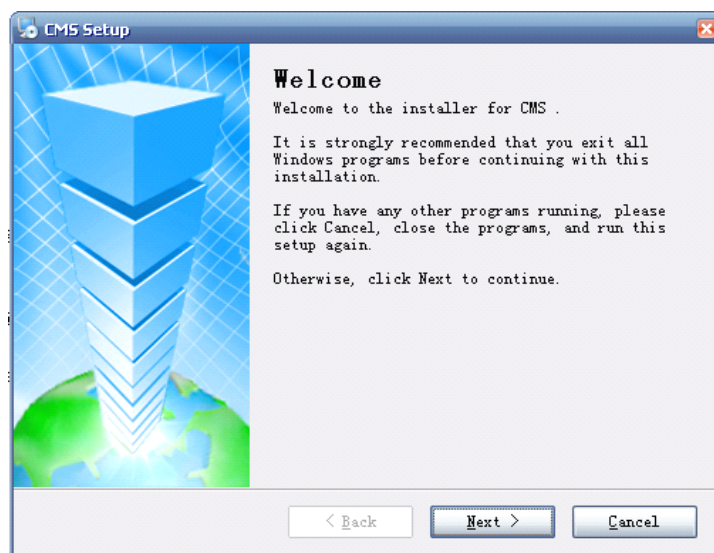 CMS Setup
Welcome
Welcome to the installer for CMS .
It is strongly recommended that you exit all
Windows programs before continuing with this
installation.
If you have any other programs running, please
click Cancel, close the programs, and run this
setup again.
Otherwise, click Next to continue.
< Back
Next >
Cancel